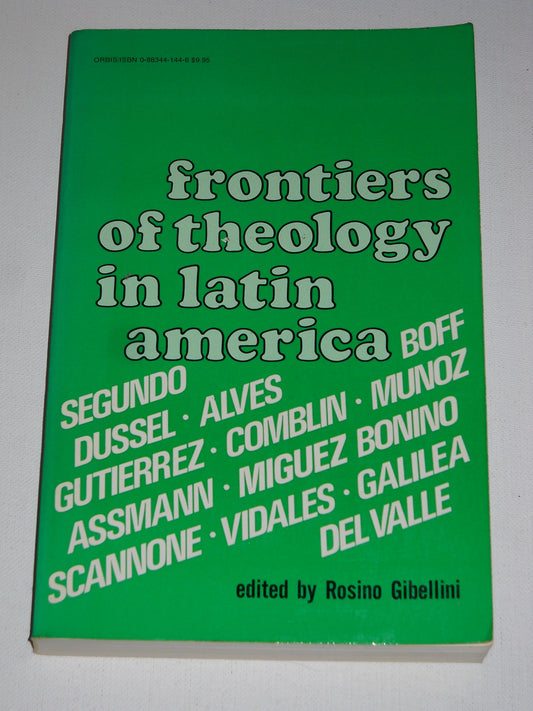 ORBIS/ISBN 0-88344-144-6 $9.95
frontiers
of theology
in latin
america
BOFF
SEGUNDO
DUSSEL · ALVES
GUTIERREZ · COMBLIN · MUNOZ
ASSMANN · MIGUEZ BONINO
SCANNONE · VIDALES · GALILEA
DEL VALLE
edited by Rosino Gibellini